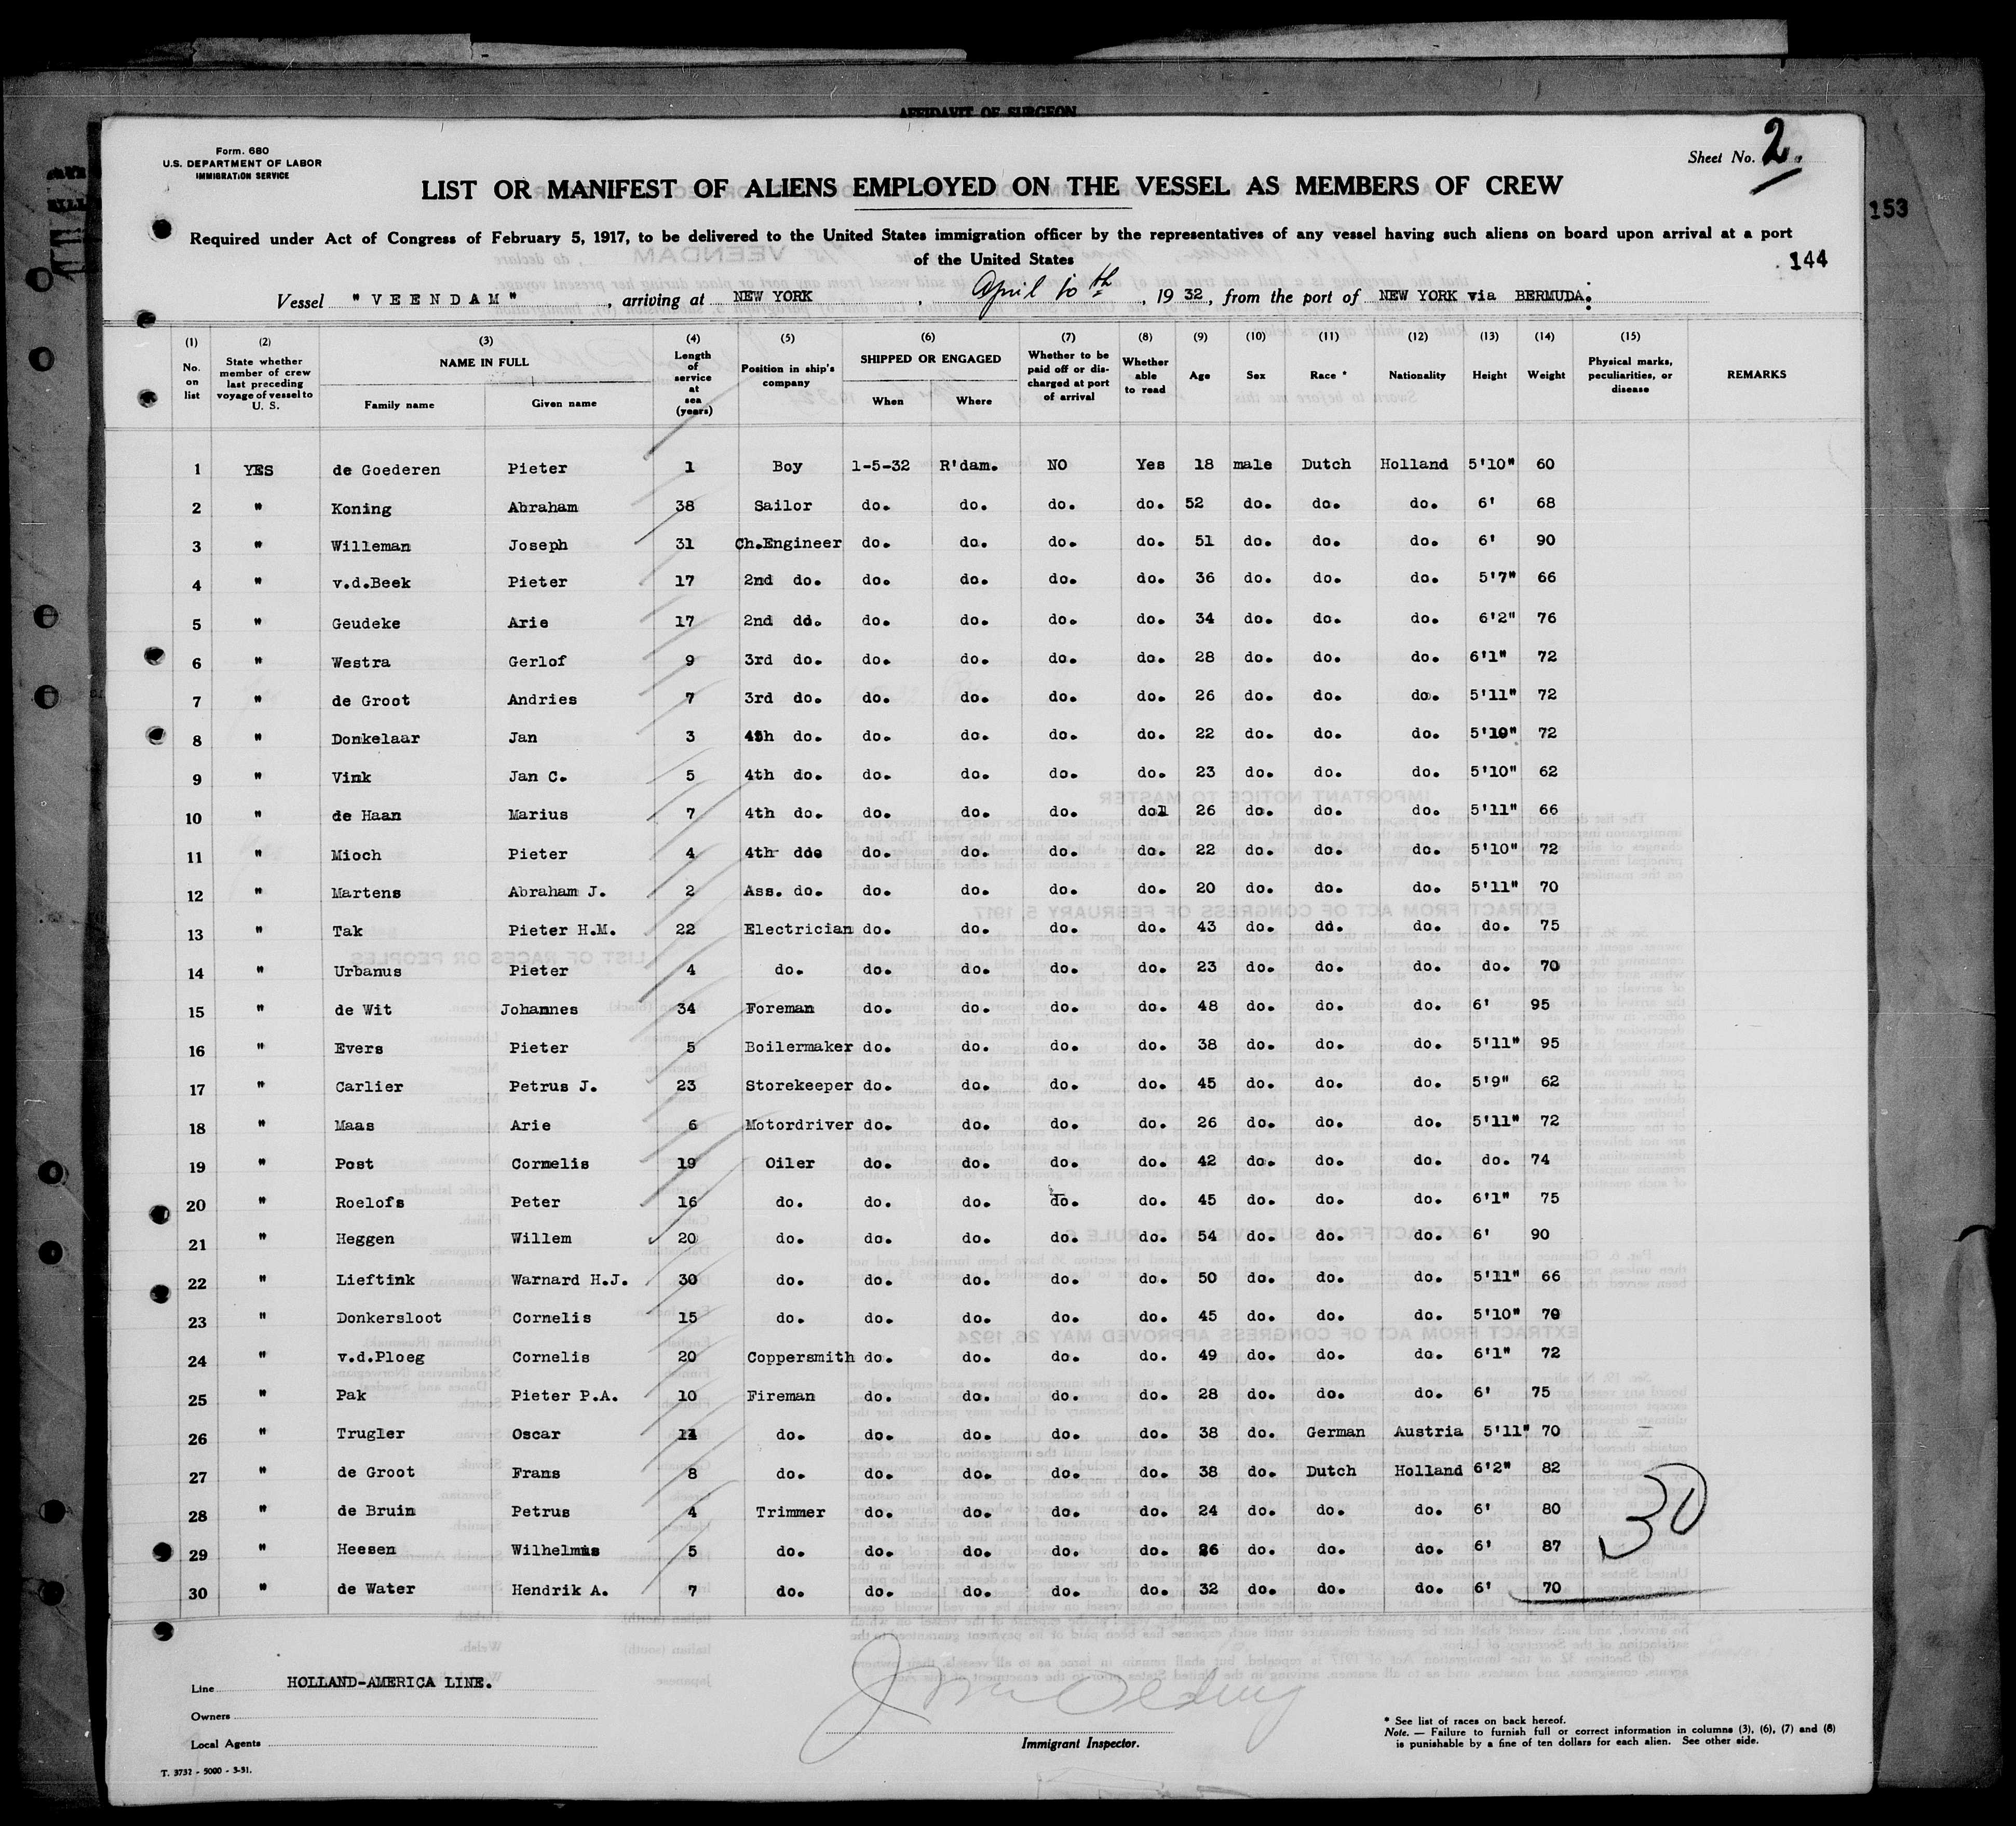 AFFIDAVIT OF SURGEON
Form. 680
U.S. DEPARTMENT OF LABOR
IMMIGRATION SERVICE
Sheet No. 2.
LIST OR MANIFEST OF ALIENS EMPLOYED ON THE VESSEL AS MEMBERS OF CREW
153
Required under Act of Congress of February 5, 1917, to be delivered to the United States immigration officer by the representatives of any vessel having such aliens on board upon arrival at a port
of the United States
144
Vessel "VEENDAM", arriving at NEW YORK, April 10th, 1932, from the port of NEW YORK via BERMUDA.
(1) No. on list (2) State whether member of crew last preceding voyage of vessel to U. S. (3) NAME IN FULL Family name Given name (4) Length of service at sea (years) (5) Position in ship's company (6) SHIPPED OR ENGAGED When Where (7) Whether to be paid off or discharged at port of arrival (8) Whether able to read (9) Age (10) Sex (11) Race * (12) Nationality (13) Height (14) Weight (15) Physical marks, peculiarities, or disease REMARKS
1 YES de Goederen Pieter 1 Boy 1-5-32 R'dam. NO Yes 18 male Dutch Holland 5'10" 60
2 " Koning Abraham 38 Sailor do. do. do. do. 52 do. do. do. 6' 68
3 " Willeman Joseph 31 Ch.Engineer do. do. do. do. 51 do. do. do. 6' 90
4 " v.d.Beek Pieter 17 2nd do. do. do. do. do. 36 do. do. do. 5'7" 66
5 " Geudeke Arie 17 2nd dd. do. do. do. do. 34 do. do. do. 6'2" 76
6 " Westra Gerlof 9 3rd do. do. do. do. do. 28 do. do. do. 6'1" 72
7 " de Groot Andries 7 3rd do. do. do. do. do. 26 do. do. do. 5'11" 72
8 " Donkelaar Jan 3 4th do. do. do. do. do. 22 do. do. do. 5'10" 72
9 " Vink Jan C. 5 4th do. do. do. do. do. 23 do. do. do. 5'10" 62
10 " de Haan Marius 7 4th do. do. do. do. do1 26 do. do. do. 5'11" 66
11 " Mioch Pieter 4 4th ddo do. do. do. do. 22 do. do. do. 5'10" 72
12 " Martens Abraham J. 2 Ass. do. do. do. do. do. 20 do. do. do. 5'11" 70
13 " Tak Pieter H.M. 22 Electrician do. do. do. do. 43 do. dd. do. do. 75
14 " Urbanus Pieter 4 do. do. do. do. do. 23 do. do. do. do. 70
15 " de Wit Johannes 34 Foreman do. do. do. do. 48 do. do. do. 6' 95
16 " Evers Pieter 5 Boilermaker do. do. do. do. 38 do. do. do. 5'11" 95
17 " Carlier Petrus J. 23 Storekeeper do. do. do. do. 45 do. do. do. 5'9" 62
18 " Maas Arie 6 Motordriver do. do. do. do. 26 do. do. do. 5'11" 72
19 " Post Cornelis 19 Oiler do. do. do. do. 42 do. do. do. do. 74
20 " Roelofs Peter 16 do. do. do. do. do. 45 do. do. do. 6'1" 75
21 " Heggen Willem 20 do. do. do. do. do. 54 do. do. do. 6' 90
22 " Lieftink Warnard H.J. 30 do. do. do. do. do. 50 do. do. do. 5'11" 66
23 " Donkersloot Cornelis 15 do. do. do. do. do. 45 do. do. do. 5'10" 70
24 " v.d.Ploeg Cornelis 20 Coppersmith do. do. do. do. 49 do. do. do. 6'1" 72
25 " Pak Pieter P.A. 10 Fireman do. do. do. do. 28 do. do. do. 6' 75
26 " Trugler Oscar do. do. do. do. do. 38 do. German Austria 5'11" 70
27 " de Groot Frans 8 do. do. do. do. do. 38 do. Dutch Holland 6'2" 82
28 " de Bruin Petrus 4 Trimmer do. do. do. do. 24 do. do. do. 6' 80
29 " Heesen Wilhelmus 5 do. do. do. do. do. 26 do. do. do. 6' 87
30 " de Water Hendrik A. 7 do. do. do. do. do. 32 do. do. do. 6' 70
30
Line HOLLAND-AMERICA LINE.
Owners
Local Agents
Immigrant Inspector.
* See list of races on back hereof.
Note. — Failure to furnish full or correct information in columns (3), (6), (7) and (8)
is punishable by a fine of ten dollars for each alien. See other side.
T. 3732 - 5000 - 3-31.